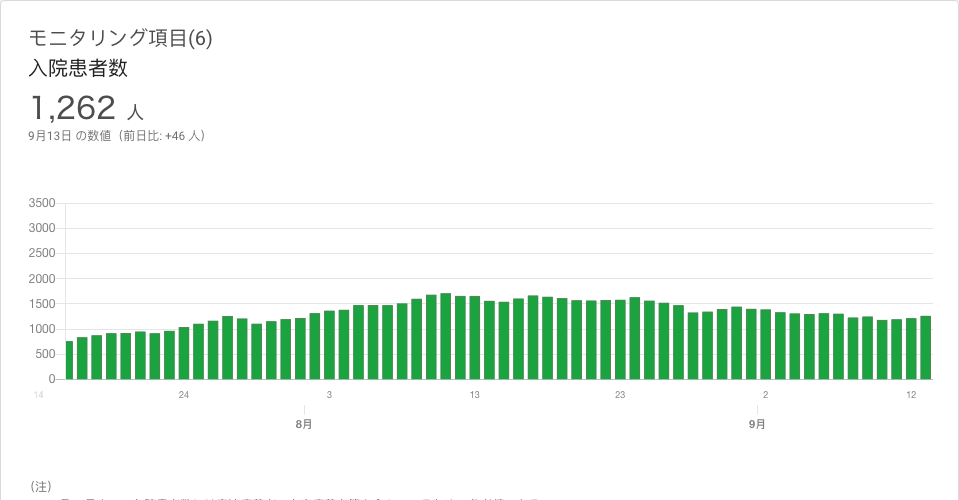 モニタリング項目(6)
入院患者数
1,262 人
9月13日 の数値（前日比: +46 人）
3500
3000
2500
2000
1500
1000
500
0
14 24 3 13 23 2 12
8月 9月
（注）